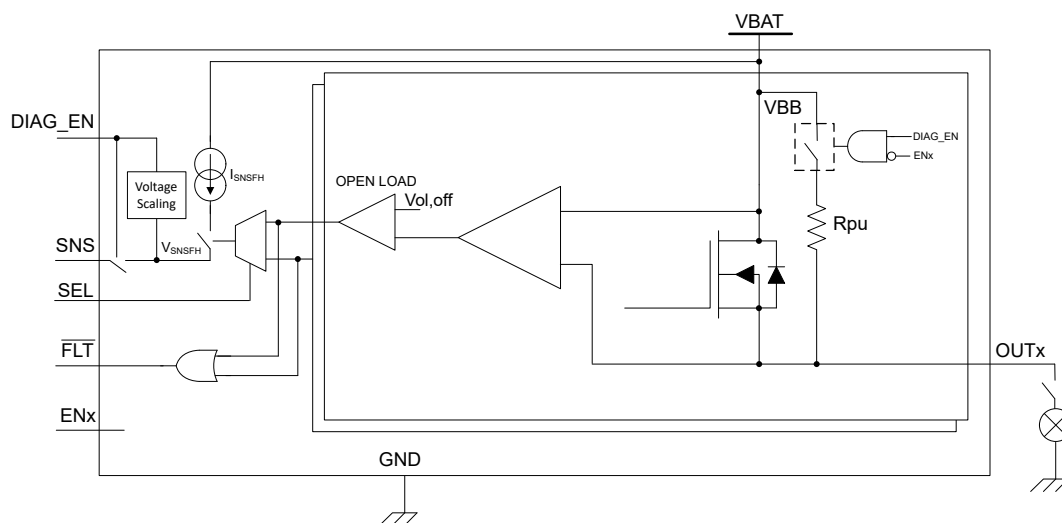 VBAT
VBB
DIAG_EN
DIAG_EN
ENx
ISNSFH
OPEN LOAD
Vol,off
Voltage
Scaling
Rpu
SNS
VSNSFH
SEL
FLT
OUTx
ENx
GND